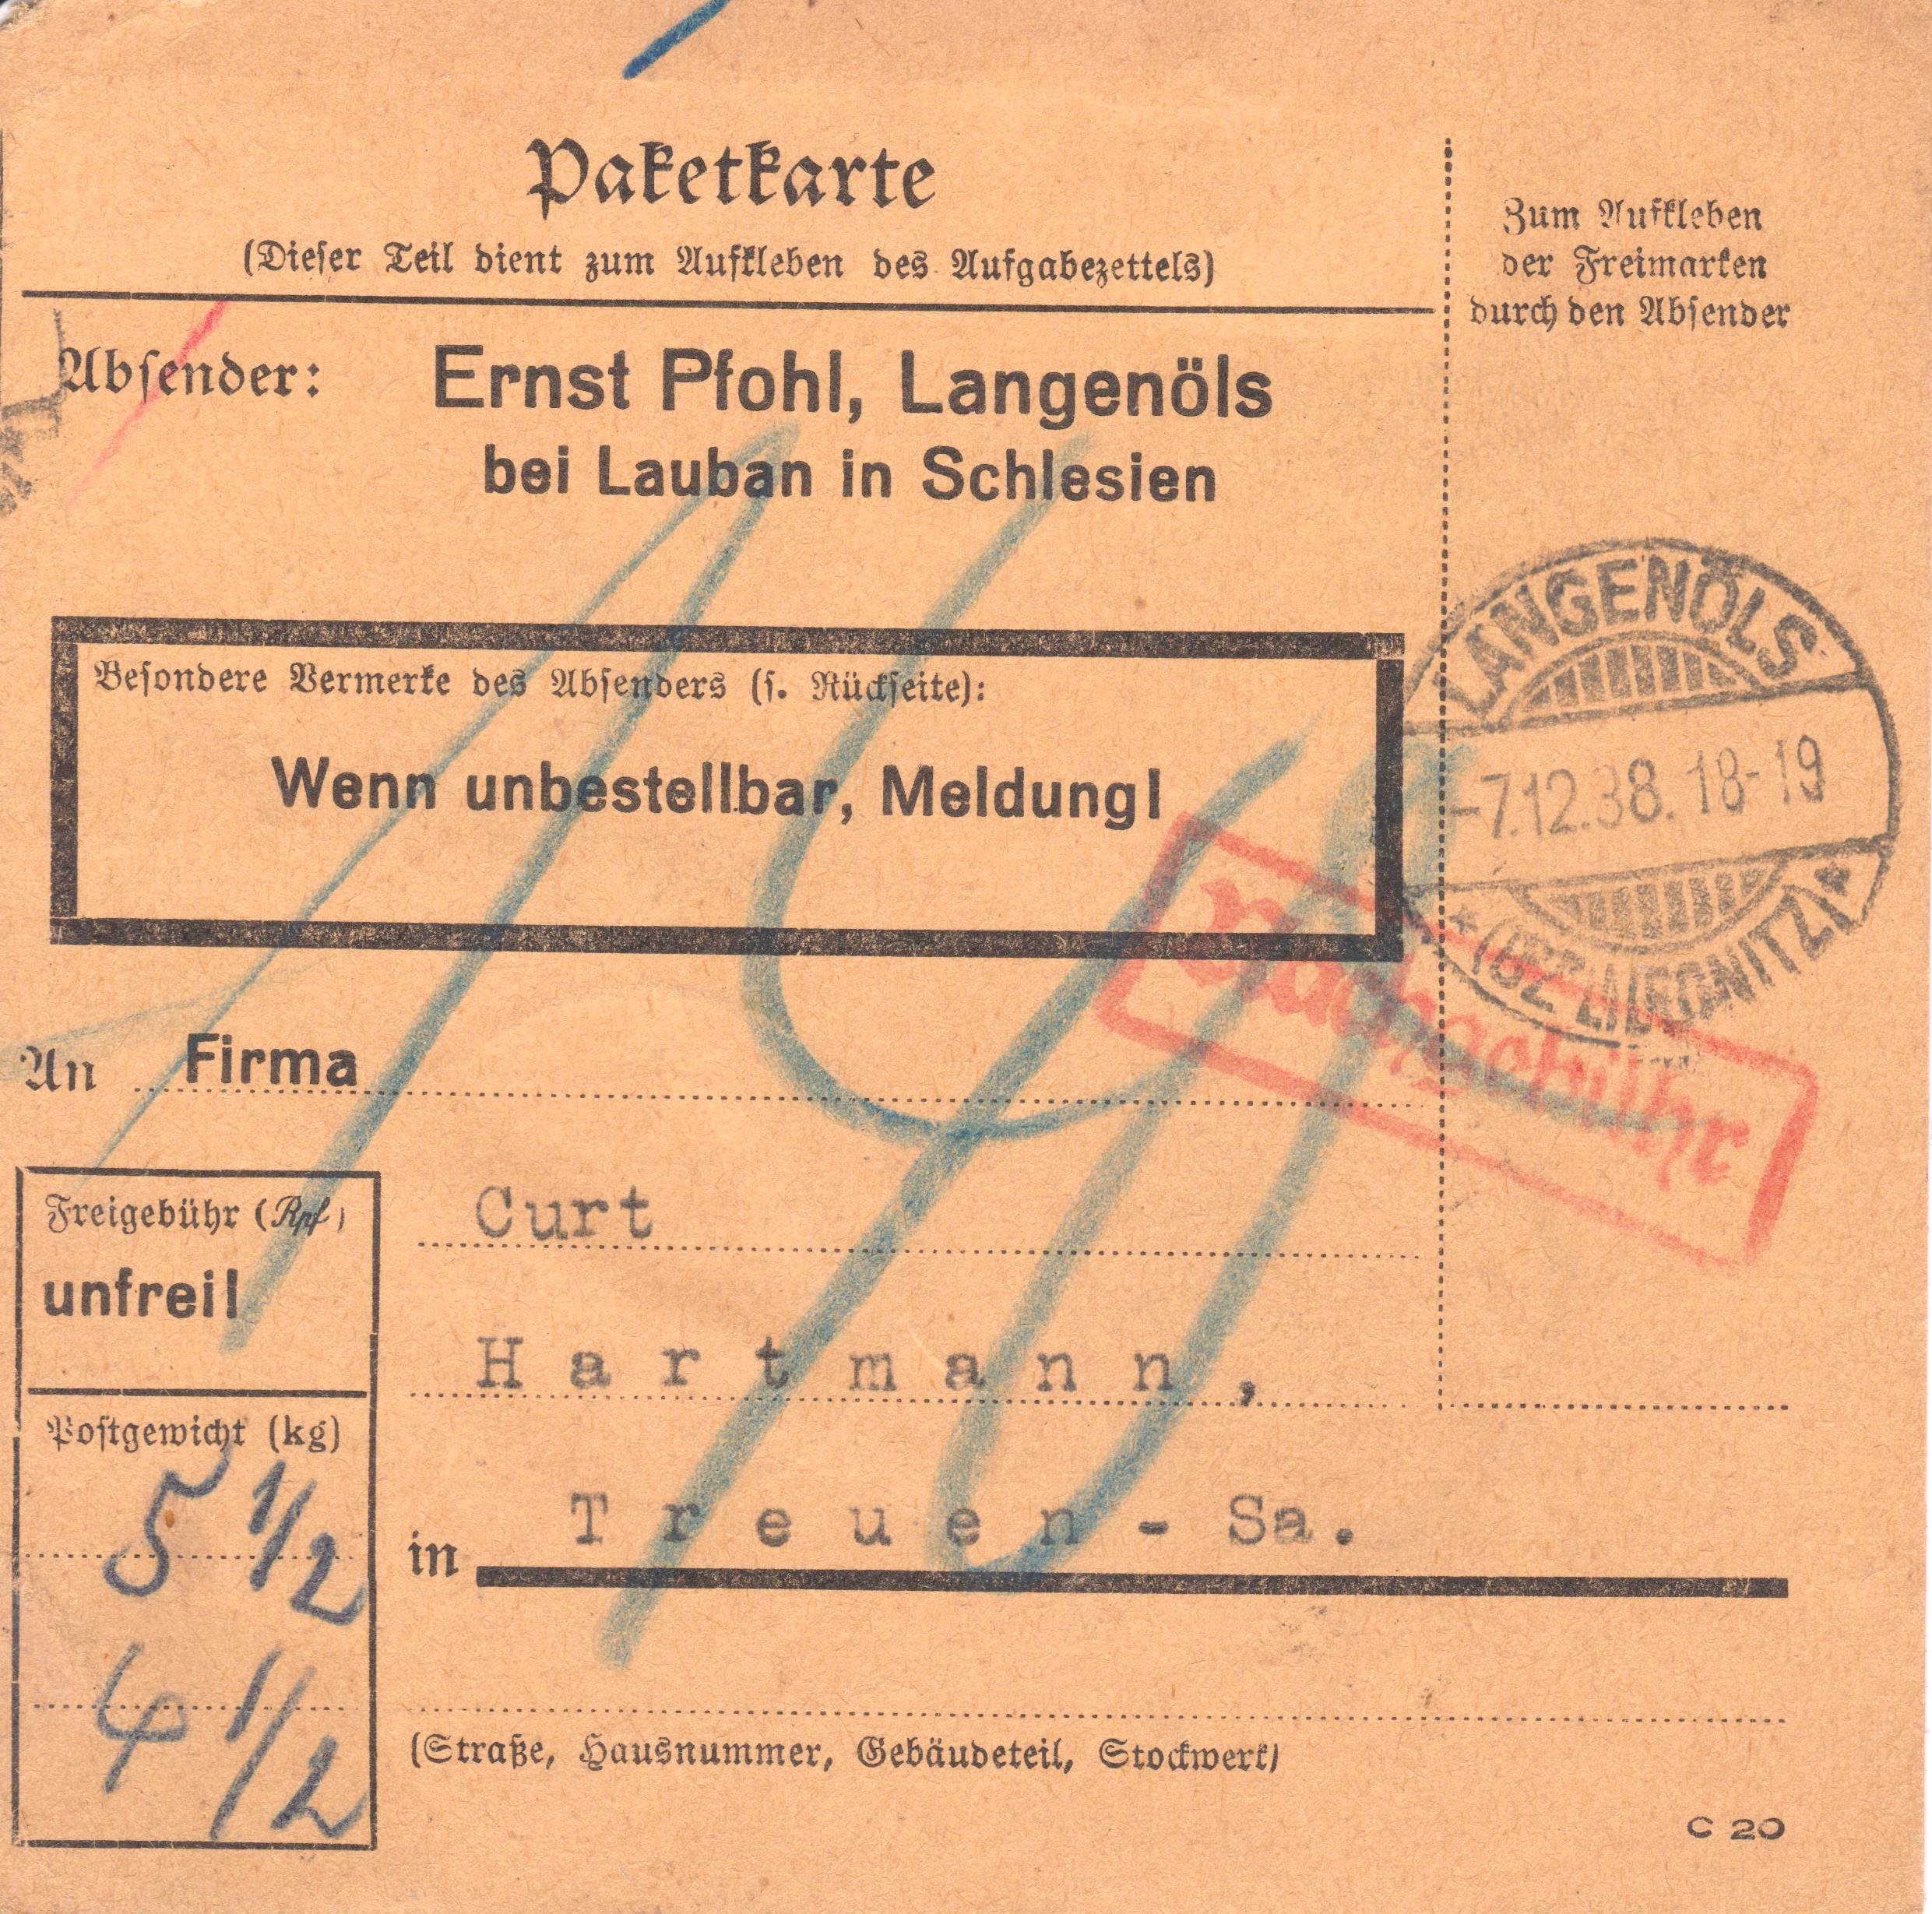 Paketkarte
(Dieser Teil dient zum Aufkleben des Aufgabezettels)
Zum Aufkleben
der Freimarken
durch den Absender
Absender: Ernst Pfohl, Langenöls
bei Lauban in Schlesien
LANGENÖLS
-7.12.38. 18-19
* (BZ LIEGNITZ) *
Besondere Vermerke des Absenders (s. Rückseite):
Wenn unbestellbar, Meldung!
Nachgebühr
An Firma
Curt
Hartmann,
in Treuen-Sa.
(Straße, Hausnummer, Gebäudeteil, Stockwerk)
Freigebühr (Rpf)
unfrei!
Postgewicht (kg)
5 1/2
4 1/2
C 20